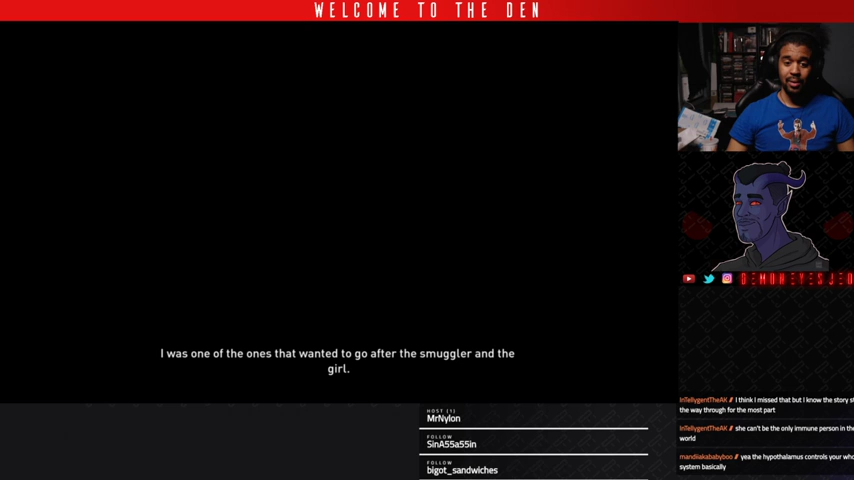 WELCOME TO THE DEN
I was one of the ones that wanted to go after the smuggler and the
girl.
HOST (1)
MrNylon
FOLLOW
SinA55a55in
FOLLOW
bigot_sandwiches
DEMONEYESJED
InTellygentTheAK // I think I missed that but I know the story
the way through for the most part
InTellygentTheAK // she can't be the only immune person in the
world
mandiiakababyboo // yea the hypothalamus controls your
system basically